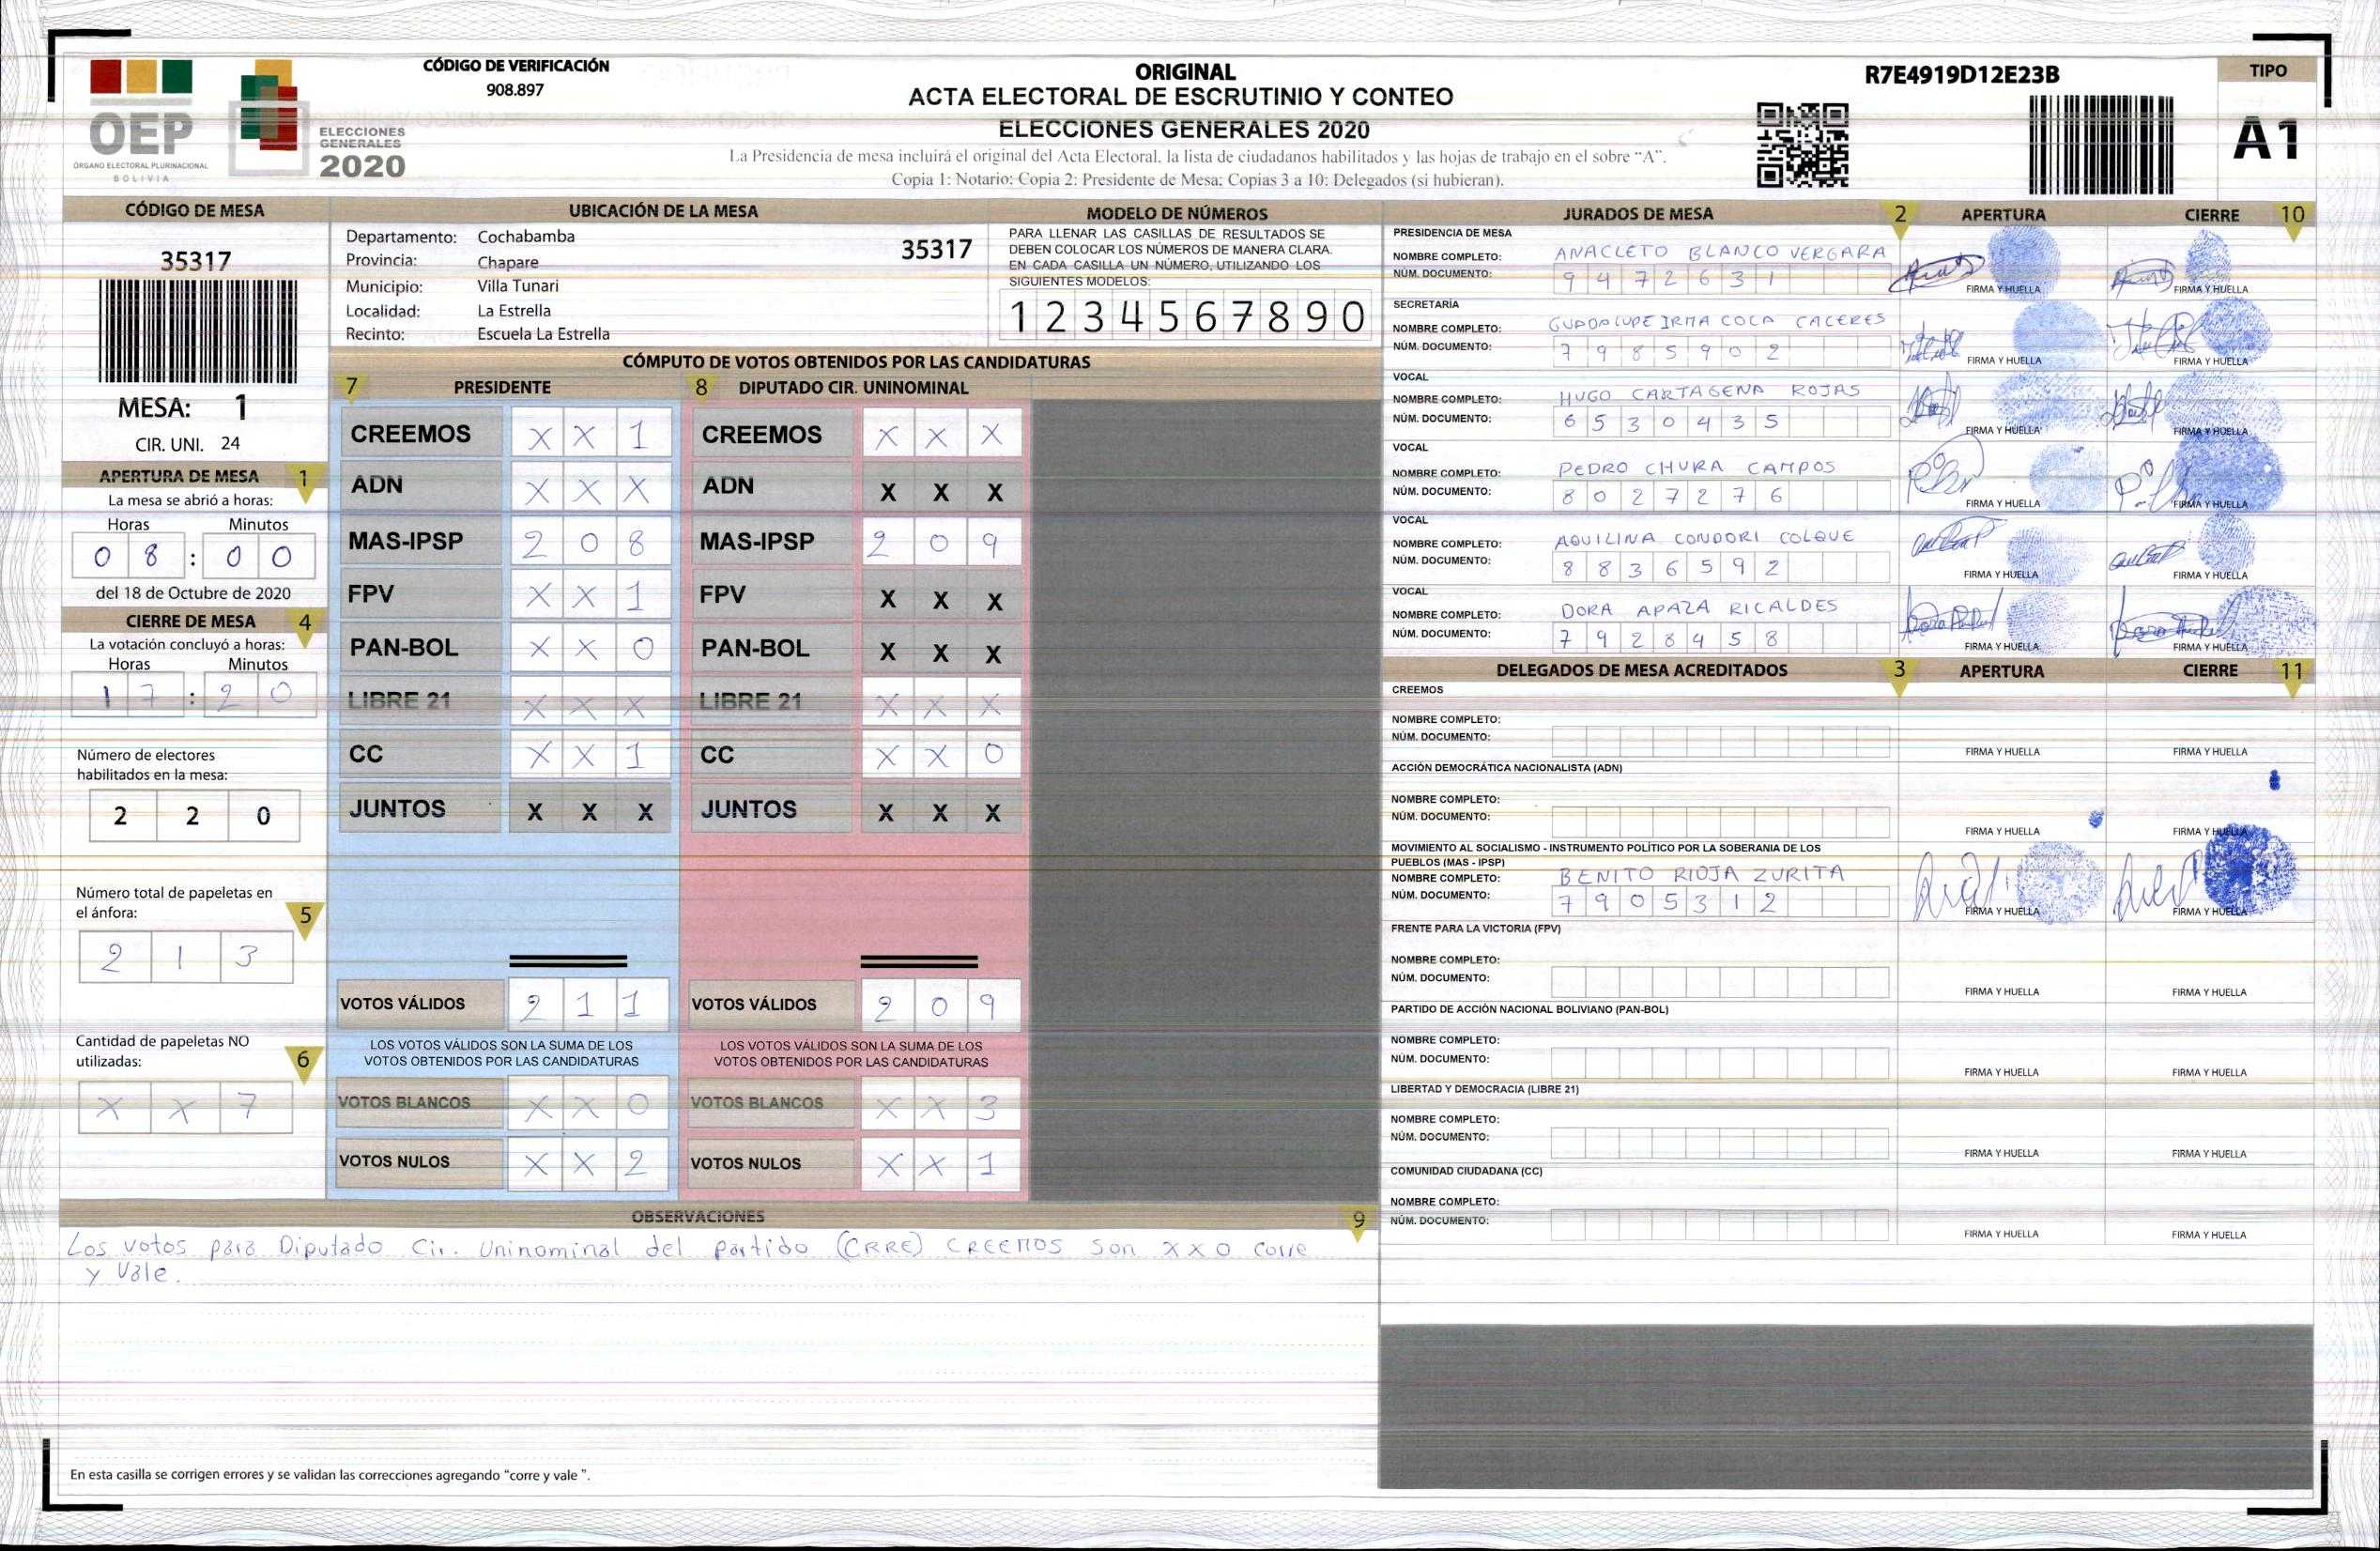 CÓDIGO DE VERIFICACIÓN
908.897
OEP
ÓRGANO ELECTORAL PLURINACIONAL
BOLIVIA
ELECCIONES
GENERALES
2020
ORIGINAL
ACTA ELECTORAL DE ESCRUTINIO Y CONTEO
ELECCIONES GENERALES 2020
La Presidencia de mesa incluirá el original del Acta Electoral, la lista de ciudadanos habilitados y las hojas de trabajo en el sobre "A".
Copia 1: Notario; Copia 2: Presidente de Mesa; Copias 3 a 10: Delegados (si hubieran).
R7E4919D12E23B
TIPO
A1
CÓDIGO DE MESA
35317
MESA: 1
CIR. UNI. 24
APERTURA DE MESA 1
La mesa se abrió a horas:
Horas Minutos
0 8 : 0 0
del 18 de Octubre de 2020
CIERRE DE MESA 4
La votación concluyó a horas:
Horas Minutos
1 7 : 2 0
Número de electores
habilitados en la mesa:
2 2 0
Número total de papeletas en
el ánfora: 5
2 1 3
Cantidad de papeletas NO
utilizadas: 6
X X 7
UBICACIÓN DE LA MESA
Departamento: Cochabamba 35317
Provincia: Chapare
Municipio: Villa Tunari
Localidad: La Estrella
Recinto: Escuela La Estrella
MODELO DE NÚMEROS
PARA LLENAR LAS CASILLAS DE RESULTADOS SE
DEBEN COLOCAR LOS NÚMEROS DE MANERA CLARA.
EN CADA CASILLA UN NÚMERO, UTILIZANDO LOS
SIGUIENTES MODELOS:
1 2 3 4 5 6 7 8 9 0
CÓMPUTO DE VOTOS OBTENIDOS POR LAS CANDIDATURAS
7 PRESIDENTE 8 DIPUTADO CIR. UNINOMINAL
CREEMOS X X 1 CREEMOS X X X
ADN X X X ADN X X X
MAS-IPSP 2 0 8 MAS-IPSP 2 0 9
FPV X X 1 FPV X X X
PAN-BOL X X 0 PAN-BOL X X X
LIBRE 21 X X X LIBRE 21 X X X
CC X X 1 CC X X 0
JUNTOS X X X JUNTOS X X X
VOTOS VÁLIDOS 2 1 1 VOTOS VÁLIDOS 2 0 9
LOS VOTOS VÁLIDOS SON LA SUMA DE LOS LOS VOTOS VÁLIDOS SON LA SUMA DE LOS
VOTOS OBTENIDOS POR LAS CANDIDATURAS VOTOS OBTENIDOS POR LAS CANDIDATURAS
VOTOS BLANCOS X X 0 VOTOS BLANCOS X X 3
VOTOS NULOS X X 2 VOTOS NULOS X X 1
OBSERVACIONES 9
Los votos para Diputado Cir. Uninominal del partido (CRRE) CREEMOS son XX0 corre
y Vale.
En esta casilla se corrigen errores y se validan las correcciones agregando "corre y vale ".
JURADOS DE MESA 2 APERTURA CIERRE 10
PRESIDENCIA DE MESA
NOMBRE COMPLETO: ANACLETO BLANCO VERGARA
NÚM. DOCUMENTO: 9 4 7 2 6 3 1
FIRMA Y HUELLA FIRMA Y HUELLA
SECRETARÍA
NOMBRE COMPLETO: GUADALUPE IRMA COCA CACERES
NÚM. DOCUMENTO: 7 9 8 5 9 0 2
FIRMA Y HUELLA FIRMA Y HUELLA
VOCAL
NOMBRE COMPLETO: HUGO CARTAGENA ROJAS
NÚM. DOCUMENTO: 6 5 3 0 4 3 5
FIRMA Y HUELLA FIRMA Y HUELLA
VOCAL
NOMBRE COMPLETO: PEDRO CHURA CAMPOS
NÚM. DOCUMENTO: 8 0 2 7 2 7 6
FIRMA Y HUELLA FIRMA Y HUELLA
VOCAL
NOMBRE COMPLETO: AQUILINA CONDORI COLQUE
NÚM. DOCUMENTO: 8 8 3 6 5 9 2
FIRMA Y HUELLA FIRMA Y HUELLA
VOCAL
NOMBRE COMPLETO: DORA APAZA RICALDES
NÚM. DOCUMENTO: 7 9 2 8 4 5 8
FIRMA Y HUELLA FIRMA Y HUELLA
DELEGADOS DE MESA ACREDITADOS 3 APERTURA CIERRE 11
CREEMOS
NOMBRE COMPLETO:
NÚM. DOCUMENTO:
FIRMA Y HUELLA FIRMA Y HUELLA
ACCIÓN DEMOCRÁTICA NACIONALISTA (ADN)
NOMBRE COMPLETO:
NÚM. DOCUMENTO:
FIRMA Y HUELLA FIRMA Y HUELLA
MOVIMIENTO AL SOCIALISMO - INSTRUMENTO POLÍTICO POR LA SOBERANIA DE LOS
PUEBLOS (MAS - IPSP)
NOMBRE COMPLETO: BENITO RIOJA ZURITA
NÚM. DOCUMENTO: 7 9 0 5 3 1 2
FIRMA Y HUELLA FIRMA Y HUELLA
FRENTE PARA LA VICTORIA (FPV)
NOMBRE COMPLETO:
NÚM. DOCUMENTO:
FIRMA Y HUELLA FIRMA Y HUELLA
PARTIDO DE ACCIÓN NACIONAL BOLIVIANO (PAN-BOL)
NOMBRE COMPLETO:
NÚM. DOCUMENTO:
FIRMA Y HUELLA FIRMA Y HUELLA
LIBERTAD Y DEMOCRACIA (LIBRE 21)
NOMBRE COMPLETO:
NÚM. DOCUMENTO:
FIRMA Y HUELLA FIRMA Y HUELLA
COMUNIDAD CIUDADANA (CC)
NOMBRE COMPLETO:
NÚM. DOCUMENTO:
FIRMA Y HUELLA FIRMA Y HUELLA